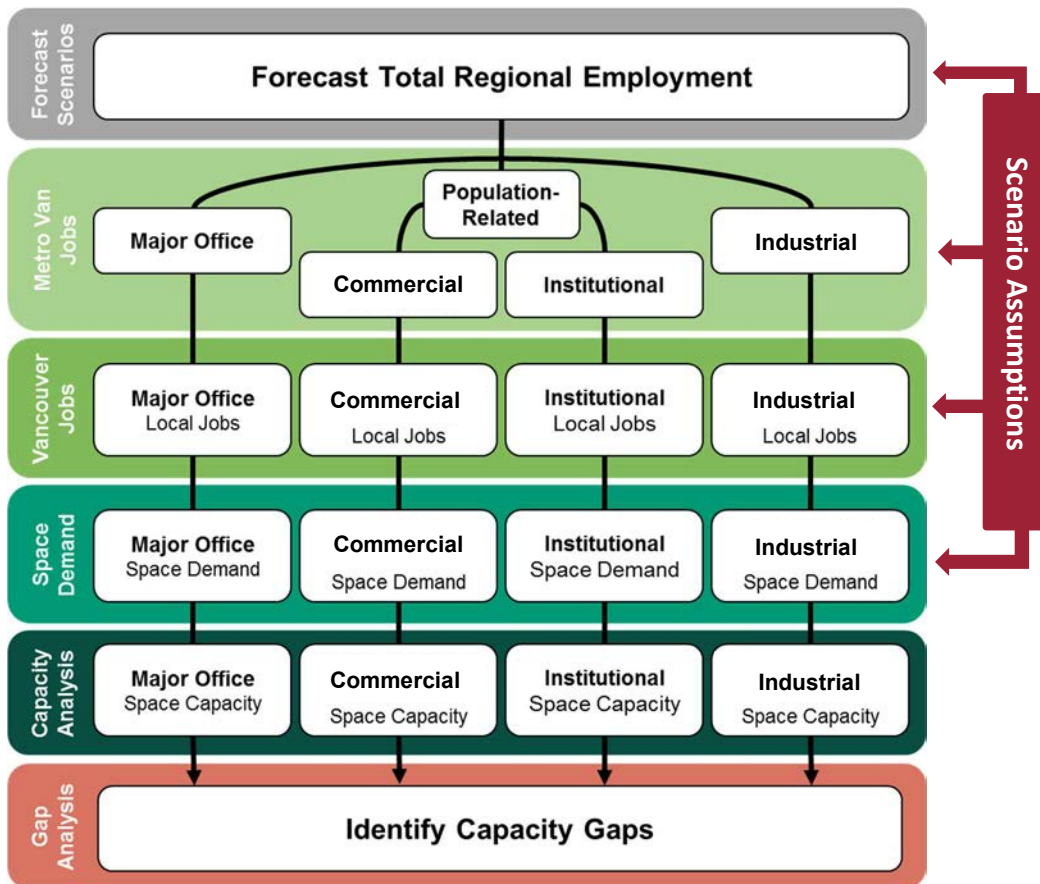 Forecast
Scenarios
Forecast Total Regional Employment
Scenario Assumptions
Metro Van
Jobs
Population-
Related
Major Office
Industrial
Commercial
Institutional
Vancouver
Jobs
Major Office
Local Jobs
Commercial
Local Jobs
Institutional
Local Jobs
Industrial
Local Jobs
Space
Demand
Major Office
Space Demand
Commercial
Space Demand
Institutional
Space Demand
Industrial
Space Demand
Capacity
Analysis
Major Office
Space Capacity
Commercial
Space Capacity
Institutional
Space Capacity
Industrial
Space Capacity
Gap
Analysis
Identify Capacity Gaps